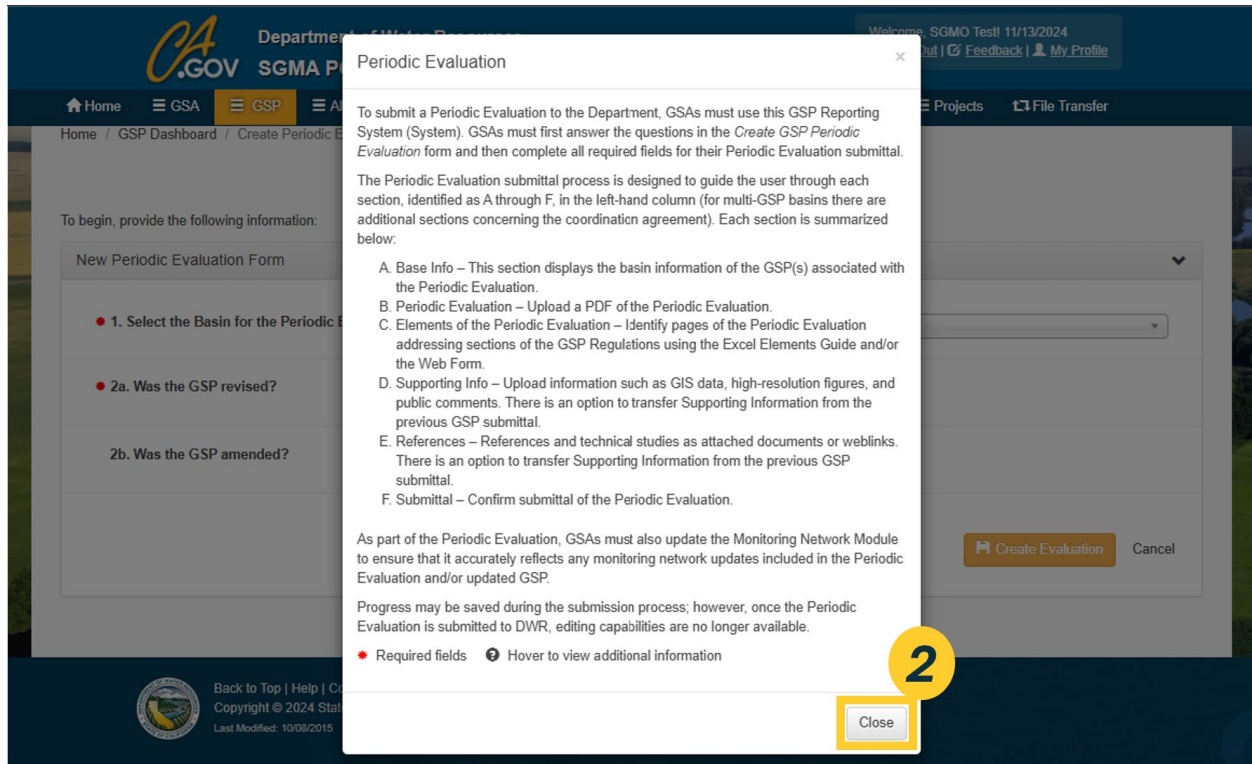 CA
.GOV
Department of Water Resources
SGMA P
Welcome, SGMO Test! 11/13/2024
Out | Feedback | My Profile
Home GSA GSP Projects File Transfer
Home / GSP Dashboard / Create Periodic E
To begin, provide the following information:
New Periodic Evaluation Form
1. Select the Basin for the Periodic E
2a. Was the GSP revised?
2b. Was the GSP amended?
Create Evaluation Cancel
Periodic Evaluation ×
To submit a Periodic Evaluation to the Department, GSAs must use this GSP Reporting
System (System). GSAs must first answer the questions in the Create GSP Periodic
Evaluation form and then complete all required fields for their Periodic Evaluation submittal.
The Periodic Evaluation submittal process is designed to guide the user through each
section, identified as A through F, in the left-hand column (for multi-GSP basins there are
additional sections concerning the coordination agreement). Each section is summarized
below:
A. Base Info – This section displays the basin information of the GSP(s) associated with
the Periodic Evaluation.
B. Periodic Evaluation – Upload a PDF of the Periodic Evaluation.
C. Elements of the Periodic Evaluation – Identify pages of the Periodic Evaluation
addressing sections of the GSP Regulations using the Excel Elements Guide and/or
the Web Form.
D. Supporting Info – Upload information such as GIS data, high-resolution figures, and
public comments. There is an option to transfer Supporting Information from the
previous GSP submittal.
E. References – References and technical studies as attached documents or weblinks.
There is an option to transfer Supporting Information from the previous GSP
submittal.
F. Submittal – Confirm submittal of the Periodic Evaluation.
As part of the Periodic Evaluation, GSAs must also update the Monitoring Network Module
to ensure that it accurately reflects any monitoring network updates included in the Periodic
Evaluation and/or updated GSP.
Progress may be saved during the submission process; however, once the Periodic
Evaluation is submitted to DWR, editing capabilities are no longer available.
Required fields Hover to view additional information
2
Close
Back to Top | Help | Co
Copyright © 2024 Stat
Last Modified: 10/08/2015